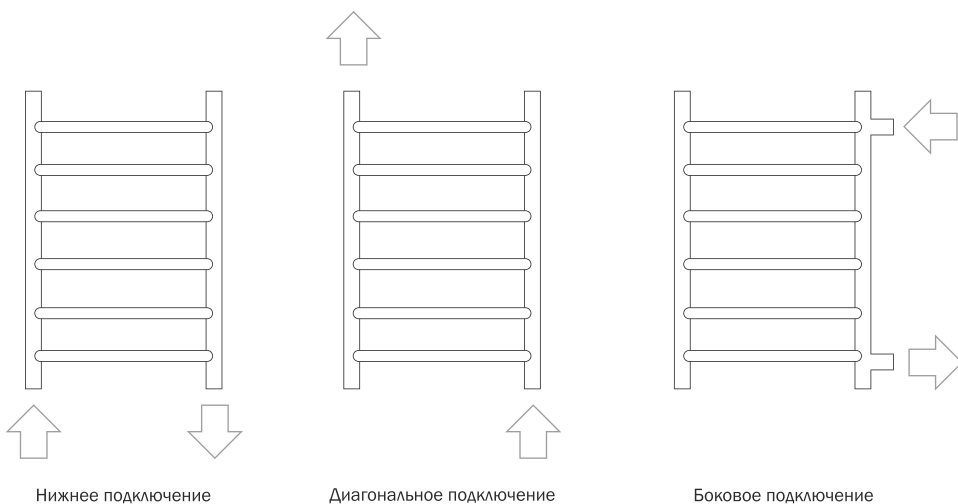 Нижнее подключение
Диагональное подключение
Боковое подключение